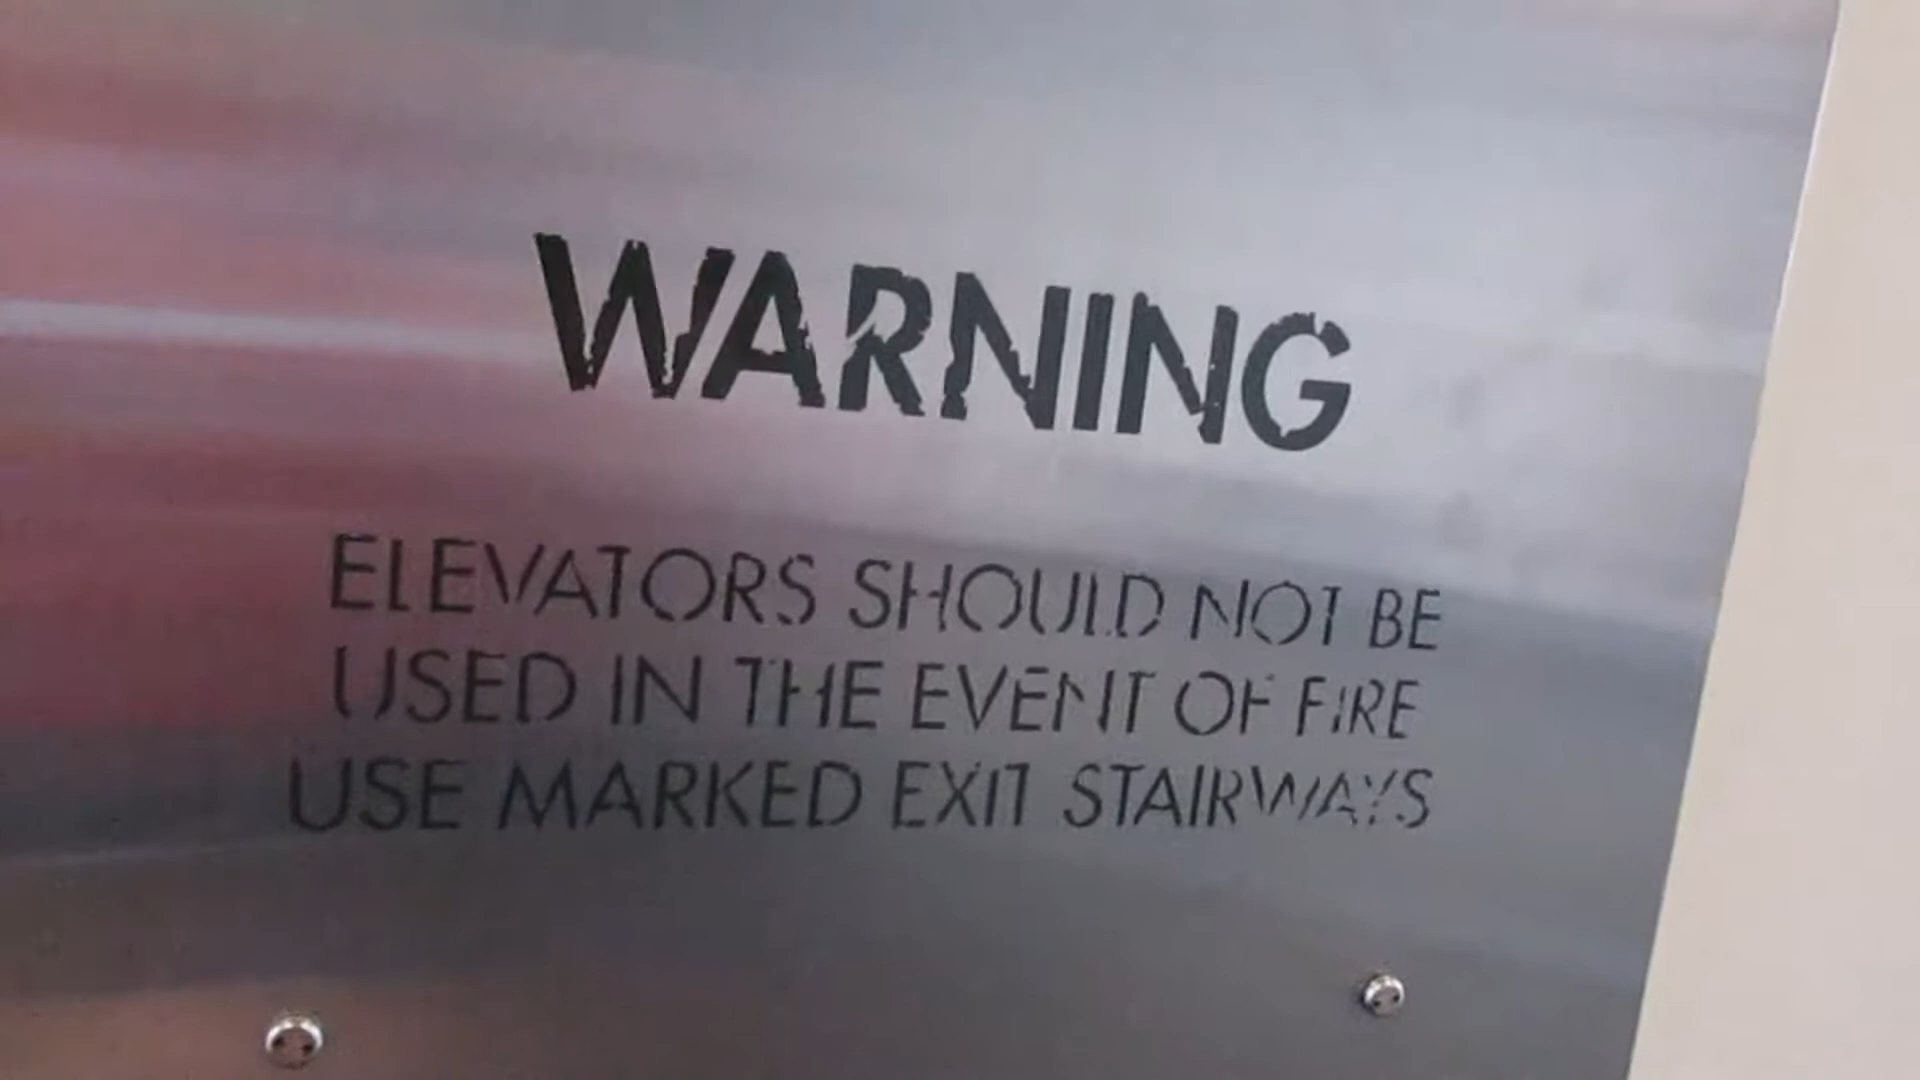 WARNING
ELEVATORS SHOULD NOT BE
USED IN THE EVENT OF FIRE
USE MARKED EXIT STAIRWAYS